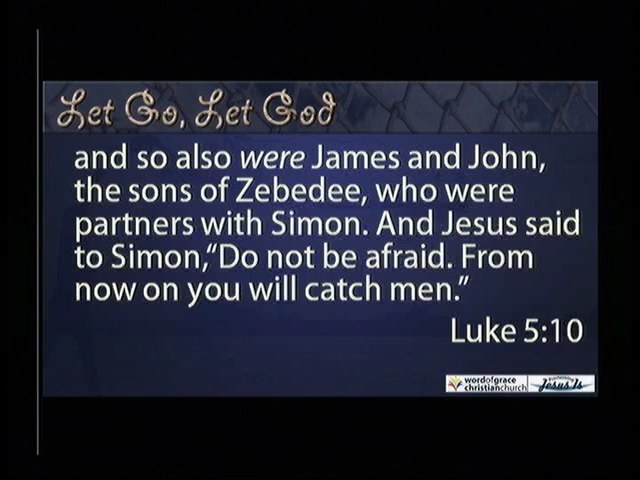 Let Go, Let God
and so also were James and John,
the sons of Zebedee, who were
partners with Simon. And Jesus said
to Simon,“Do not be afraid. From
now on you will catch men.”
Luke 5:10
wordofgrace
christianchurch
Jesus Is